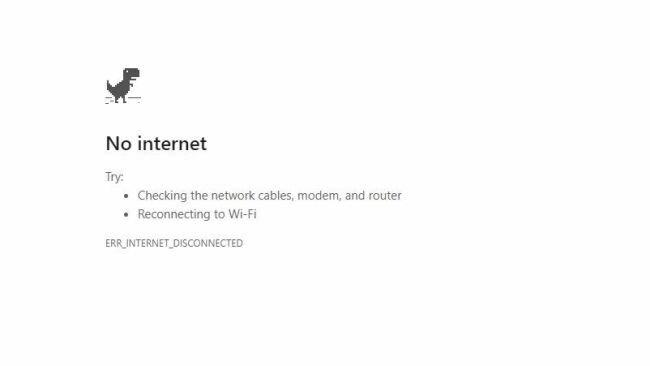 No internet
Try:
• Checking the network cables, modem, and router
• Reconnecting to Wi-Fi
ERR_INTERNET_DISCONNECTED